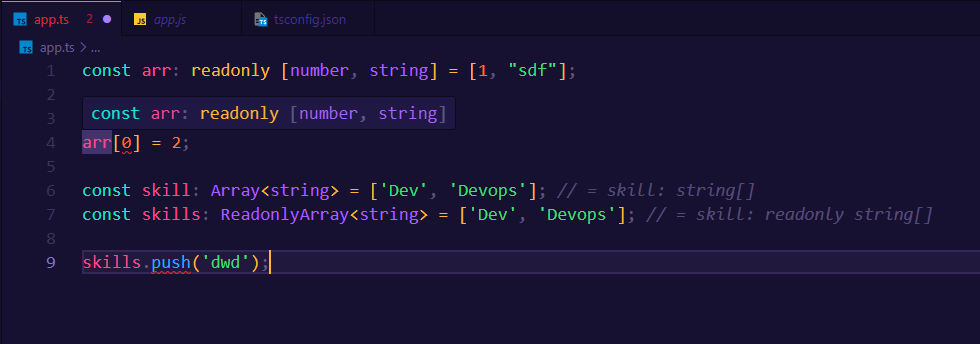 TS app.ts 2 JS app.js TS tsconfig.json
TS app.ts > ...
1 const arr: readonly [number, string] = [1, "sdf"];
2
3 const arr: readonly [number, string]
4 arr[0] = 2;
5
6 const skill: Array<string> = ['Dev', 'Devops']; // = skill: string[]
7 const skills: ReadonlyArray<string> = ['Dev', 'Devops']; // = skill: readonly string[]
8
9 skills.push('dwd');